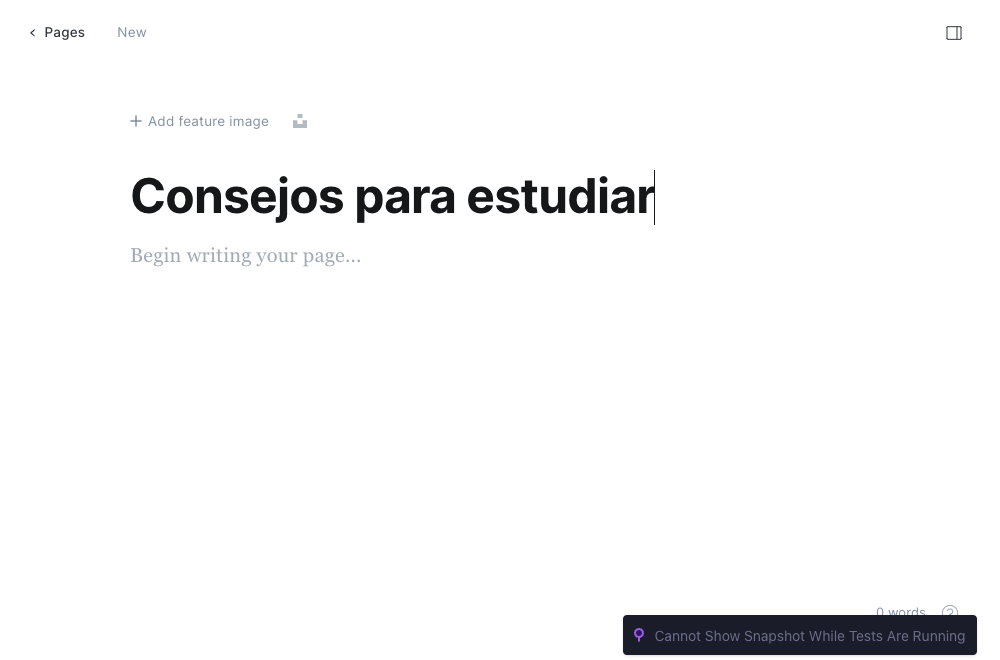 Pages New
Add feature image
Consejos para estudiar
Begin writing your page...
0 words
Cannot Show Snapshot While Tests Are Running